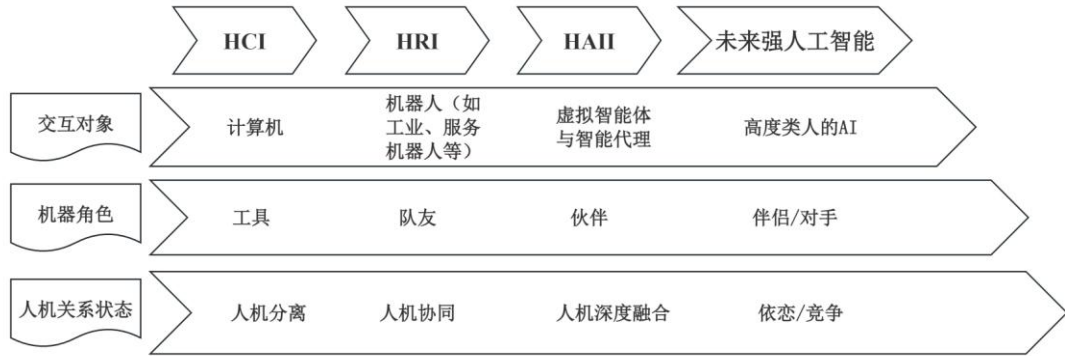 HCI
HRI
HAII
未来强人工智能
交互对象
计算机
机器人（如
工业、服务
机器人等）
虚拟智能体
与智能代理
高度类人的AI
机器角色
工具
队友
伙伴
伴侣/对手
人机关系状态
人机分离
人机协同
人机深度融合
依恋/竞争